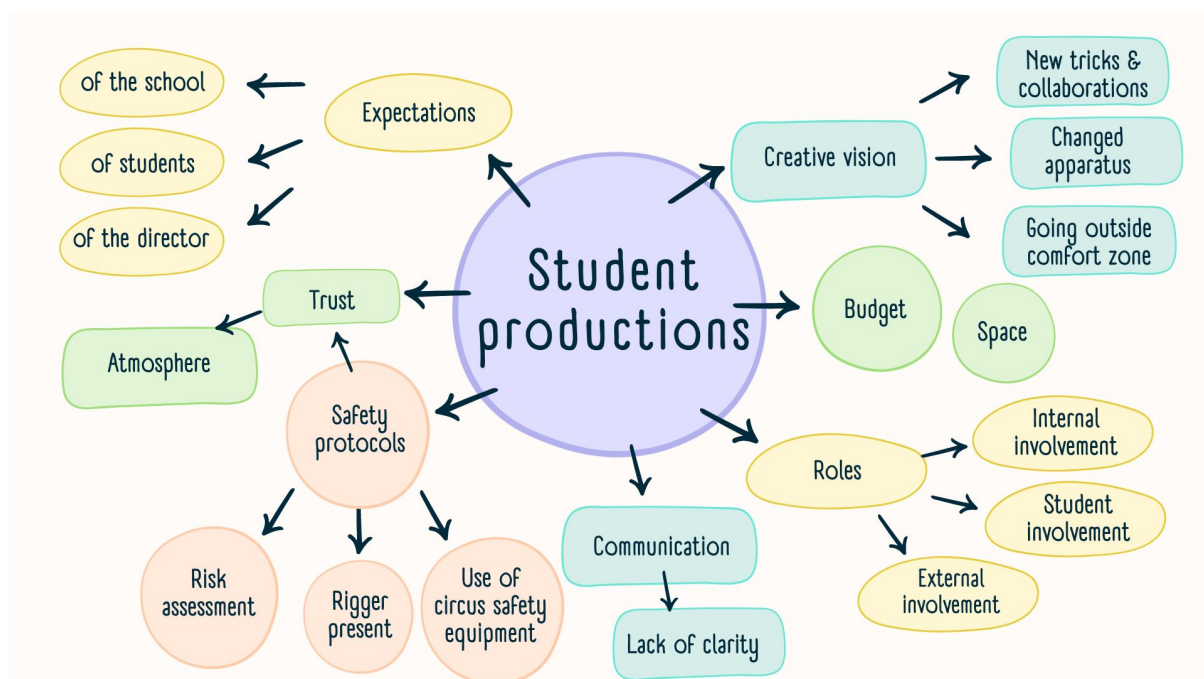 of the school
of students
of the director
Expectations
Trust
Atmosphere
Student
productions
Creative vision
New tricks &
collaborations
Changed
apparatus
Going outside
comfort zone
Budget
Space
Safety
protocols
Risk
assessment
Rigger
present
Use of
circus safety
equipment
Communication
Lack of clarity
Roles
Internal
involvement
Student
involvement
External
involvement